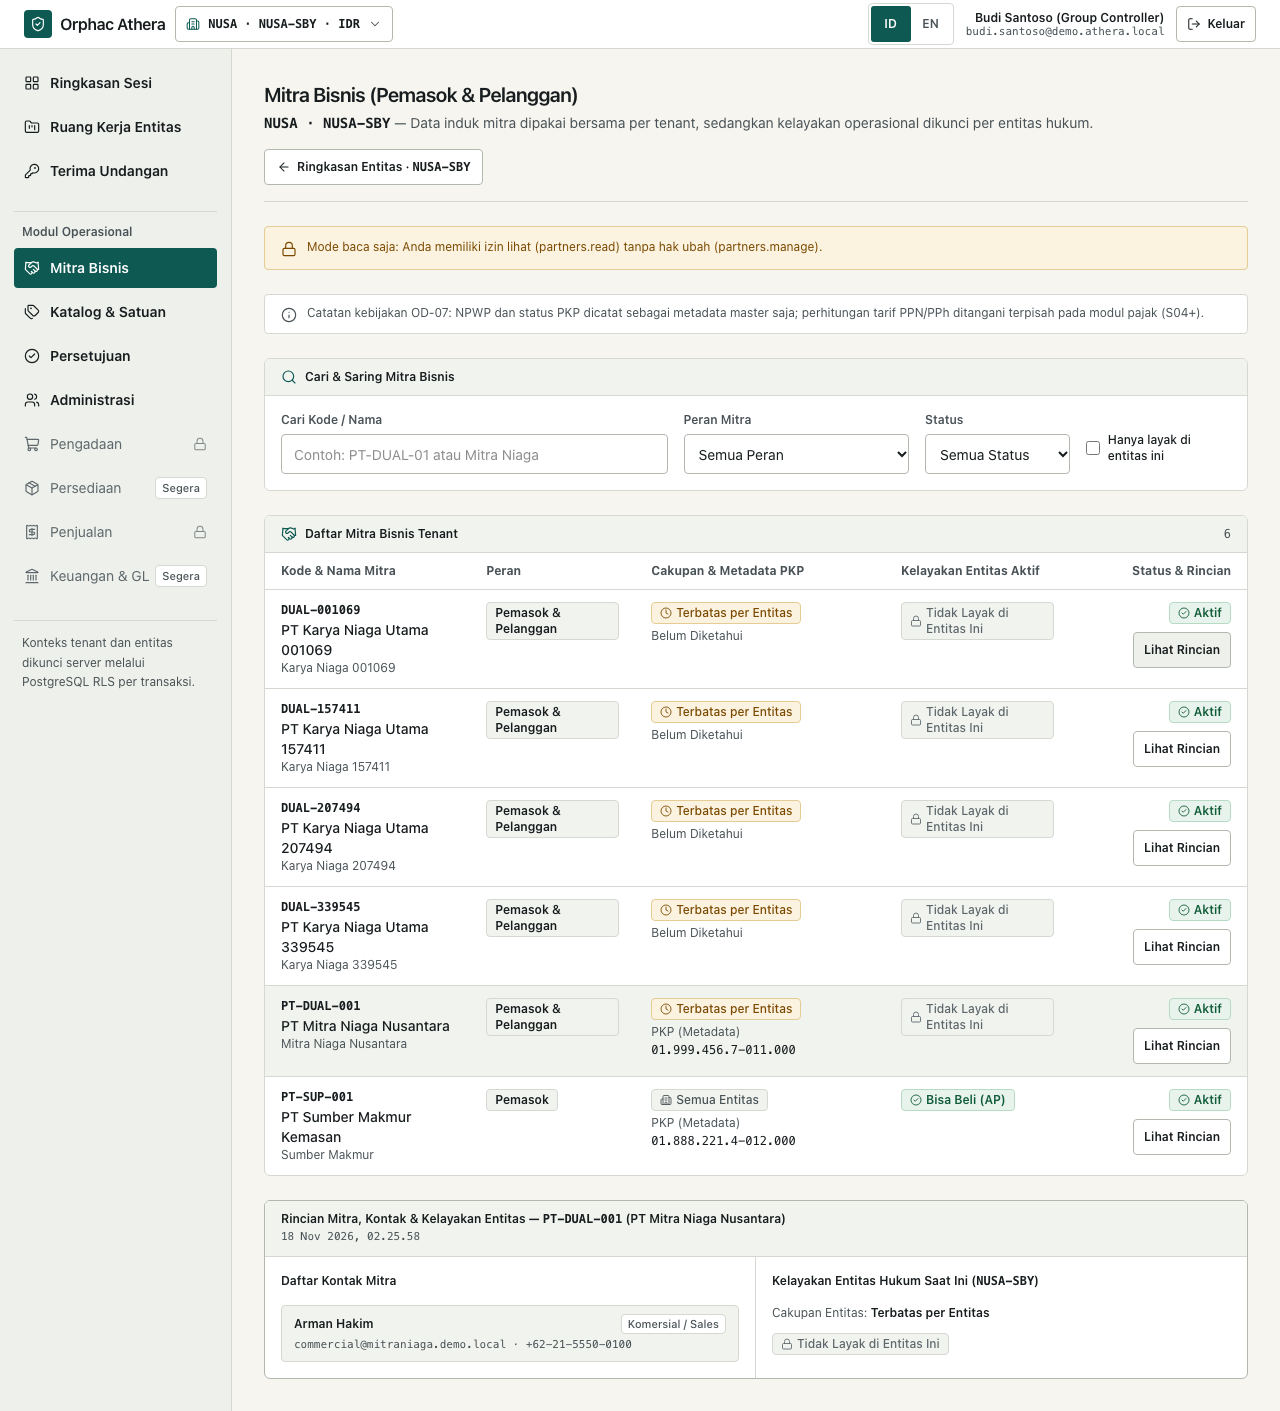 Orphac Athera
NUSA · NUSA-SBY · IDR
ID
EN
Budi Santoso (Group Controller)
budi.santoso@demo.athera.local
Keluar
Ringkasan Sesi
Ruang Kerja Entitas
Terima Undangan
Modul Operasional
Mitra Bisnis
Katalog & Satuan
Persetujuan
Administrasi
Pengadaan
Persediaan
Segera
Penjualan
Keuangan & GL
Segera
Konteks tenant dan entitas
dikunci server melalui
PostgreSQL RLS per transaksi.
Mitra Bisnis (Pemasok & Pelanggan)
NUSA · NUSA-SBY — Data induk mitra dipakai bersama per tenant, sedangkan kelayakan operasional dikunci per entitas hukum.
Ringkasan Entitas · NUSA-SBY
Mode baca saja: Anda memiliki izin lihat (partners.read) tanpa hak ubah (partners.manage).
Catatan kebijakan OD-07: NPWP dan status PKP dicatat sebagai metadata master saja; perhitungan tarif PPN/PPh ditangani terpisah pada modul pajak (S04+).
Cari & Saring Mitra Bisnis
Cari Kode / Nama
Peran Mitra
Status
Contoh: PT-DUAL-01 atau Mitra Niaga
Semua Peran
Semua Status
Hanya layak di
entitas ini
Daftar Mitra Bisnis Tenant
6
Kode & Nama Mitra
Peran
Cakupan & Metadata PKP
Kelayakan Entitas Aktif
Status & Rincian
DUAL-001069
PT Karya Niaga Utama
001069
Karya Niaga 001069
Pemasok &
Pelanggan
Terbatas per Entitas
Belum Diketahui
Tidak Layak di
Entitas Ini
Aktif
Lihat Rincian
DUAL-157411
PT Karya Niaga Utama
157411
Karya Niaga 157411
Pemasok &
Pelanggan
Terbatas per Entitas
Belum Diketahui
Tidak Layak di
Entitas Ini
Aktif
Lihat Rincian
DUAL-207494
PT Karya Niaga Utama
207494
Karya Niaga 207494
Pemasok &
Pelanggan
Terbatas per Entitas
Belum Diketahui
Tidak Layak di
Entitas Ini
Aktif
Lihat Rincian
DUAL-339545
PT Karya Niaga Utama
339545
Karya Niaga 339545
Pemasok &
Pelanggan
Terbatas per Entitas
Belum Diketahui
Tidak Layak di
Entitas Ini
Aktif
Lihat Rincian
PT-DUAL-001
PT Mitra Niaga Nusantara
Mitra Niaga Nusantara
Pemasok &
Pelanggan
Terbatas per Entitas
PKP (Metadata)
01.999.456.7-011.000
Tidak Layak di
Entitas Ini
Aktif
Lihat Rincian
PT-SUP-001
PT Sumber Makmur
Kemasan
Sumber Makmur
Pemasok
Semua Entitas
PKP (Metadata)
01.888.221.4-012.000
Bisa Beli (AP)
Aktif
Lihat Rincian
Rincian Mitra, Kontak & Kelayakan Entitas — PT-DUAL-001 (PT Mitra Niaga Nusantara)
18 Nov 2026, 02.25.58
Daftar Kontak Mitra
Arman Hakim
Komersial / Sales
commercial@mitraniaga.demo.local · +62-21-5550-0100
Kelayakan Entitas Hukum Saat Ini (NUSA-SBY)
Cakupan Entitas: Terbatas per Entitas
Tidak Layak di Entitas Ini